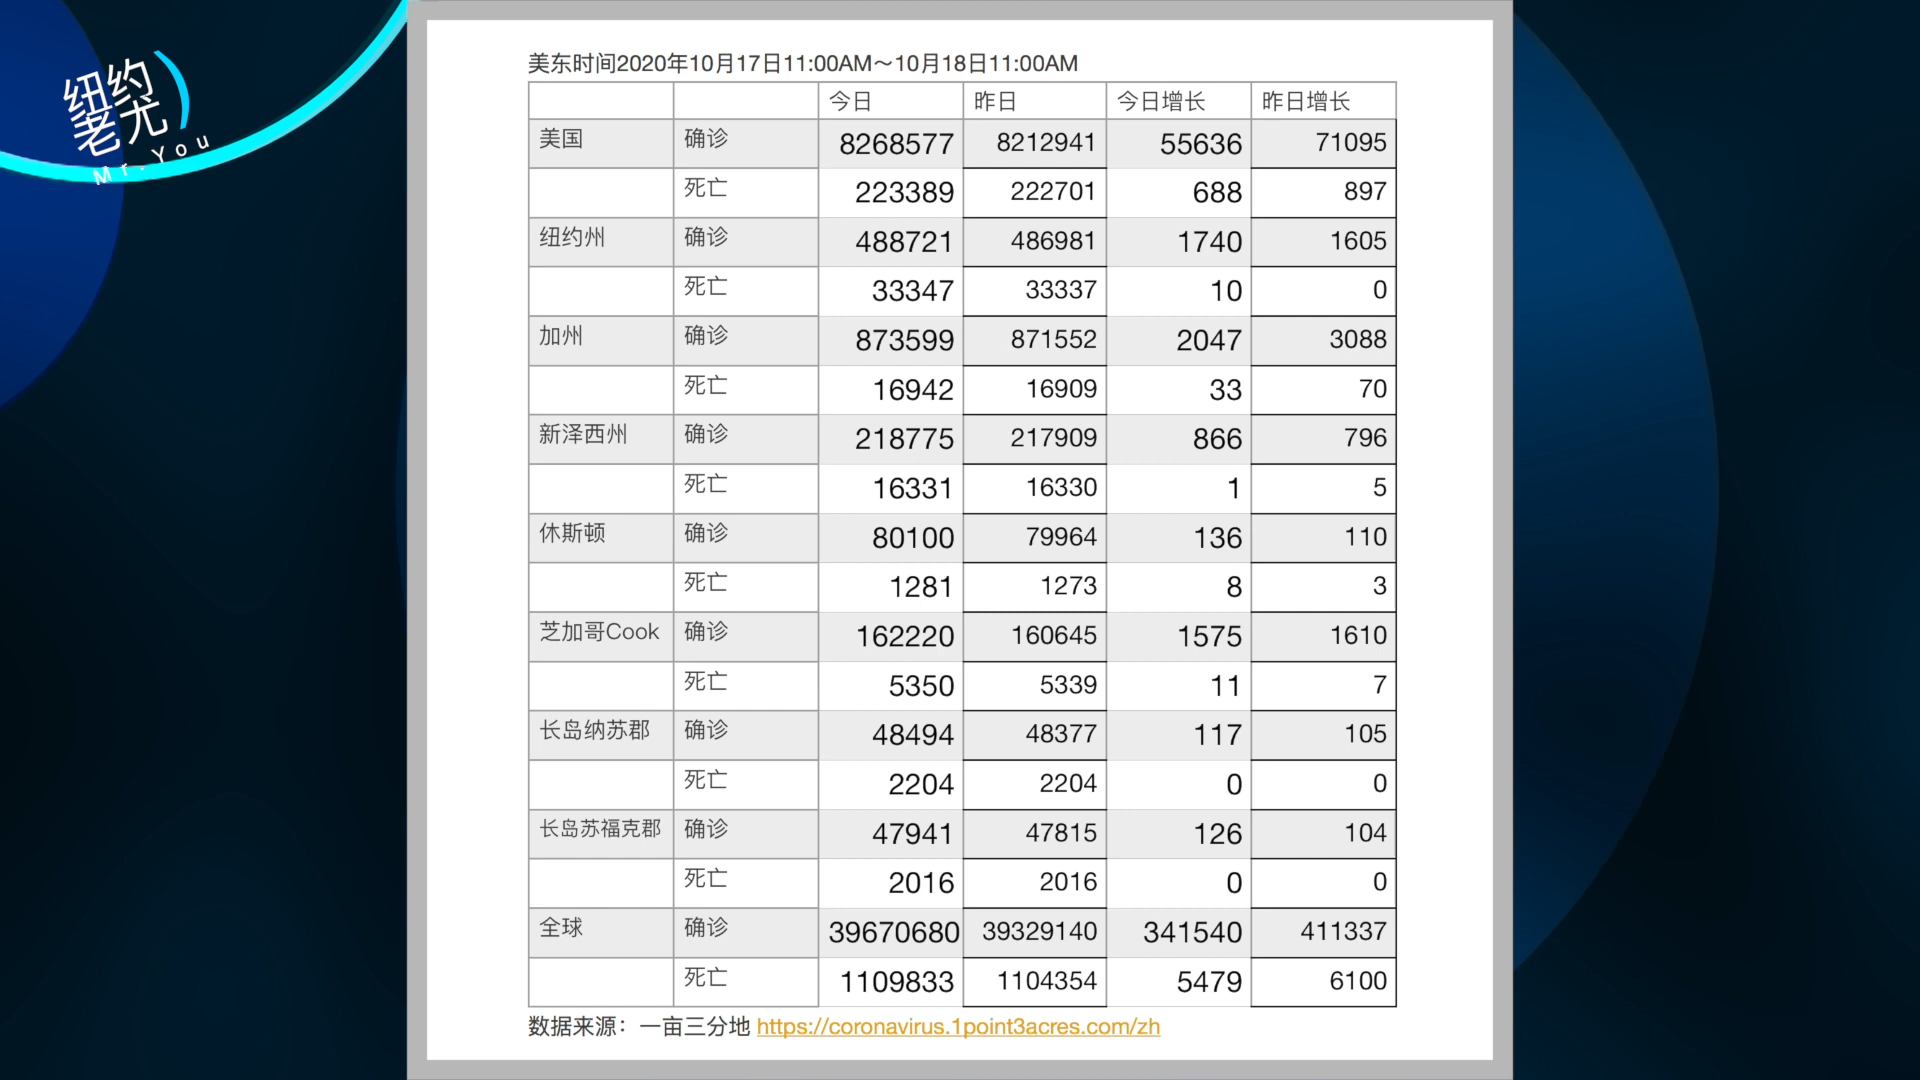 纽约
老尤
Mr.You
美东时间2020年10月17日11:00AM～10月18日11:00AM
今日 昨日 今日增长 昨日增长
美国 确诊 8268577 8212941 55636 71095
死亡 223389 222701 688 897
纽约州 确诊 488721 486981 1740 1605
死亡 33347 33337 10 0
加州 确诊 873599 871552 2047 3088
死亡 16942 16909 33 70
新泽西州 确诊 218775 217909 866 796
死亡 16331 16330 1 5
休斯顿 确诊 80100 79964 136 110
死亡 1281 1273 8 3
芝加哥Cook 确诊 162220 160645 1575 1610
死亡 5350 5339 11 7
长岛纳苏郡 确诊 48494 48377 117 105
死亡 2204 2204 0 0
长岛苏福克郡 确诊 47941 47815 126 104
死亡 2016 2016 0 0
全球 确诊 39670680 39329140 341540 411337
死亡 1109833 1104354 5479 6100
数据来源：一亩三分地 https://coronavirus.1point3acres.com/zh